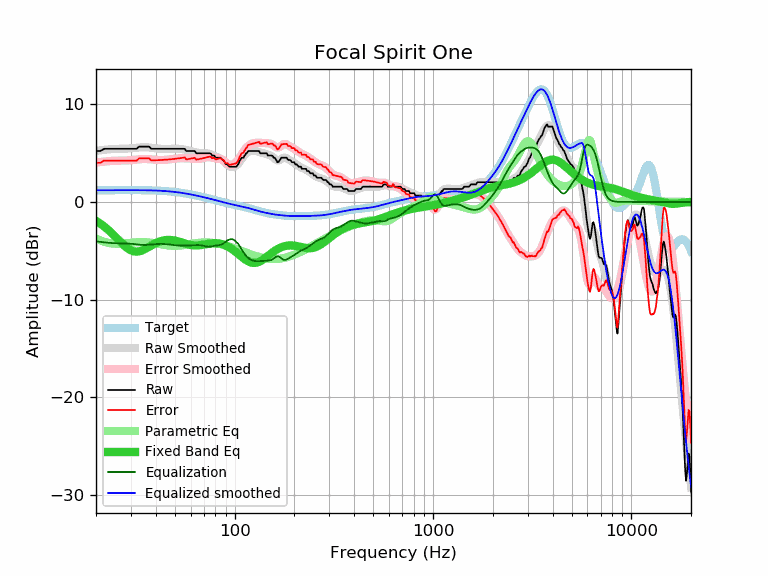 Focal Spirit One
10
0
−10
−20
−30
Amplitude (dBr)
Target
Raw Smoothed
Error Smoothed
Raw
Error
Parametric Eq
Fixed Band Eq
Equalization
Equalized smoothed
100
1000
10000
Frequency (Hz)